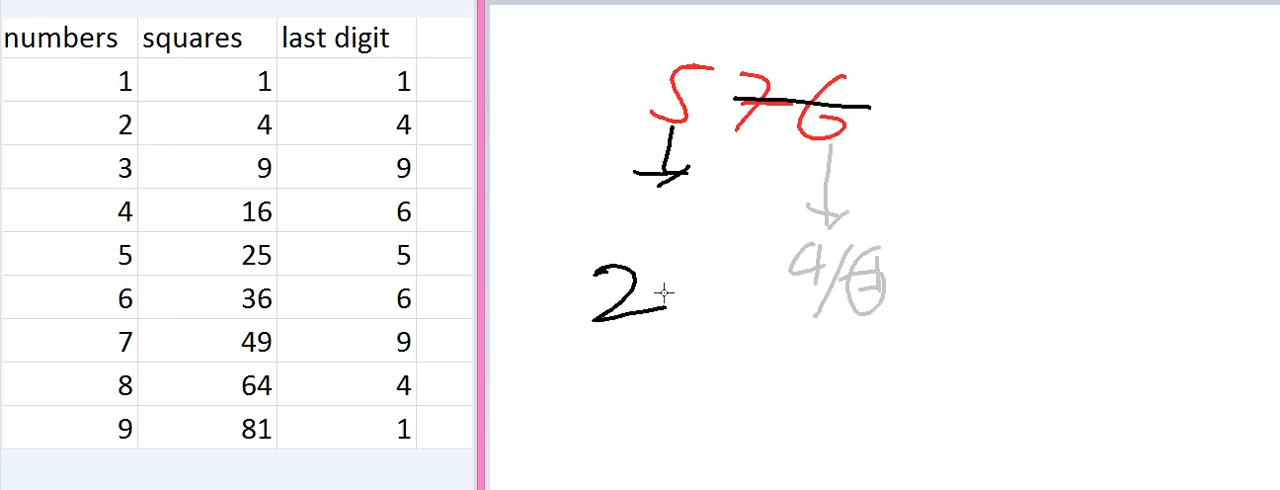 numbers squares last digit
1 1 1
2 4 4
3 9 9
4 16 6
5 25 5
6 36 6
7 49 9
8 64 4
9 81 1
576
4/6
2